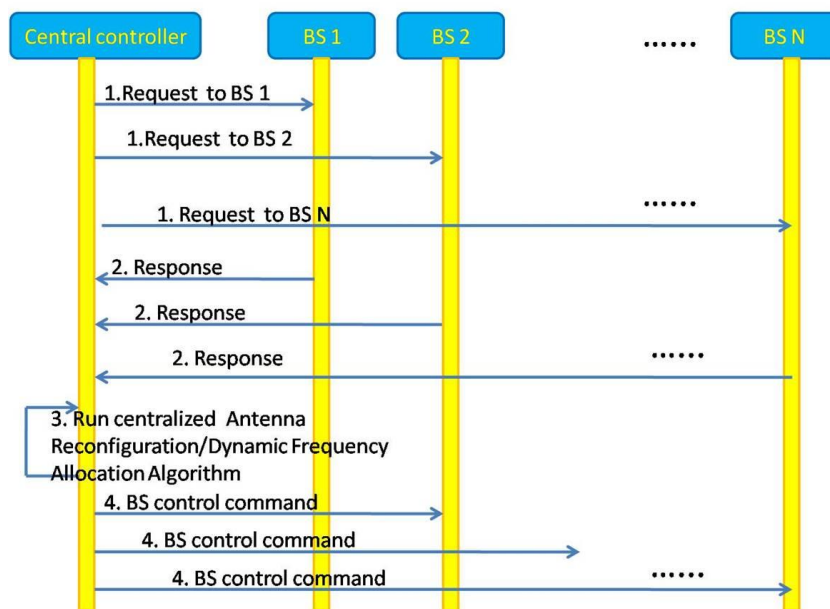 Central controller
BS 1
BS 2
......
BS N
1.Request to BS 1
1.Request to BS 2
......
1. Request to BS N
2. Response
2. Response
2. Response
......
3. Run centralized Antenna
Reconfiguration/Dynamic Frequency
Allocation Algorithm
4. BS control command
4. BS control command
4. BS control command
......